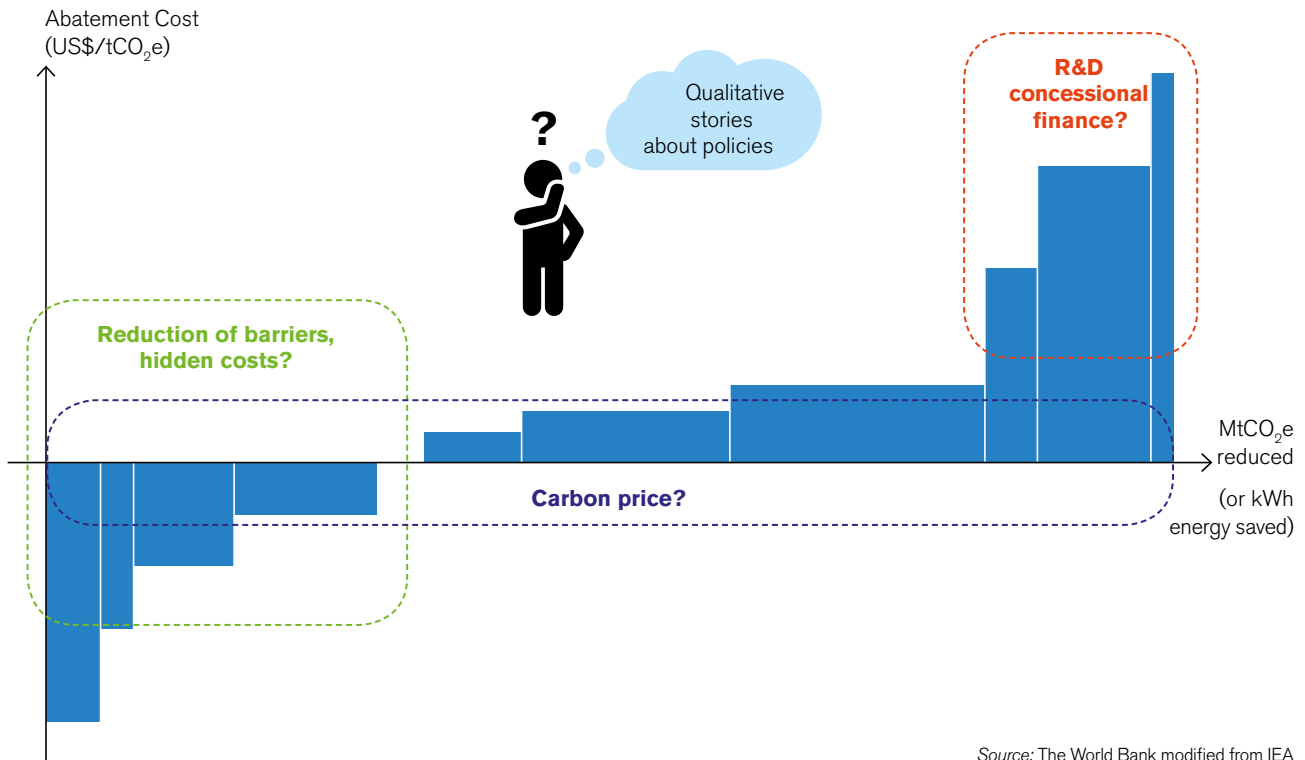 Abatement Cost
(US$/tCO₂e)
?
Qualitative
stories
about policies
R&D
concessional
finance?
Reduction of barriers,
hidden costs?
MtCO₂e
reduced
Carbon price?
(or kWh
energy saved)
Source: The World Bank modified from IEA